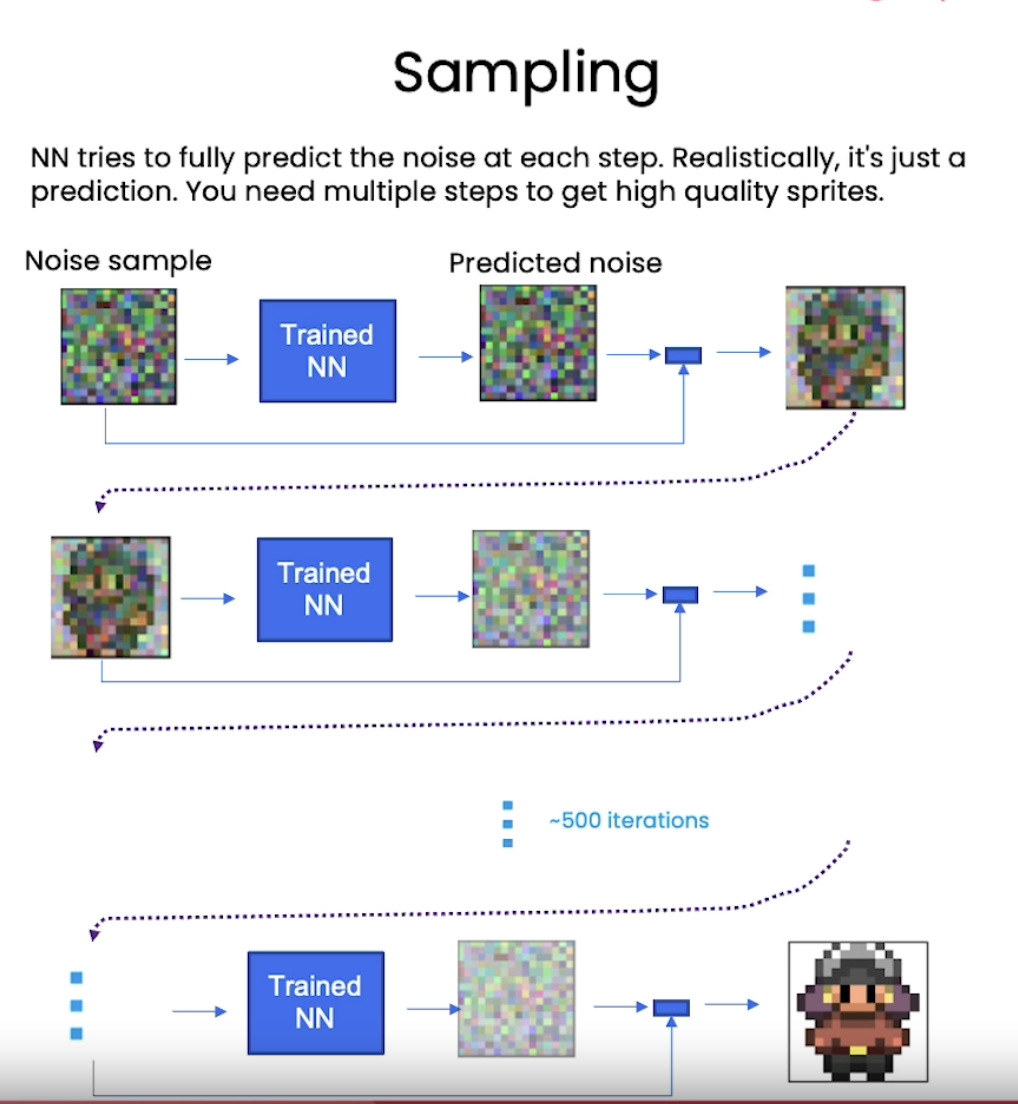 Sampling
NN tries to fully predict the noise at each step. Realistically, it's just a
prediction. You need multiple steps to get high quality sprites.
Noise sample
Predicted noise
Trained
NN
Trained
NN
~500 iterations
Trained
NN